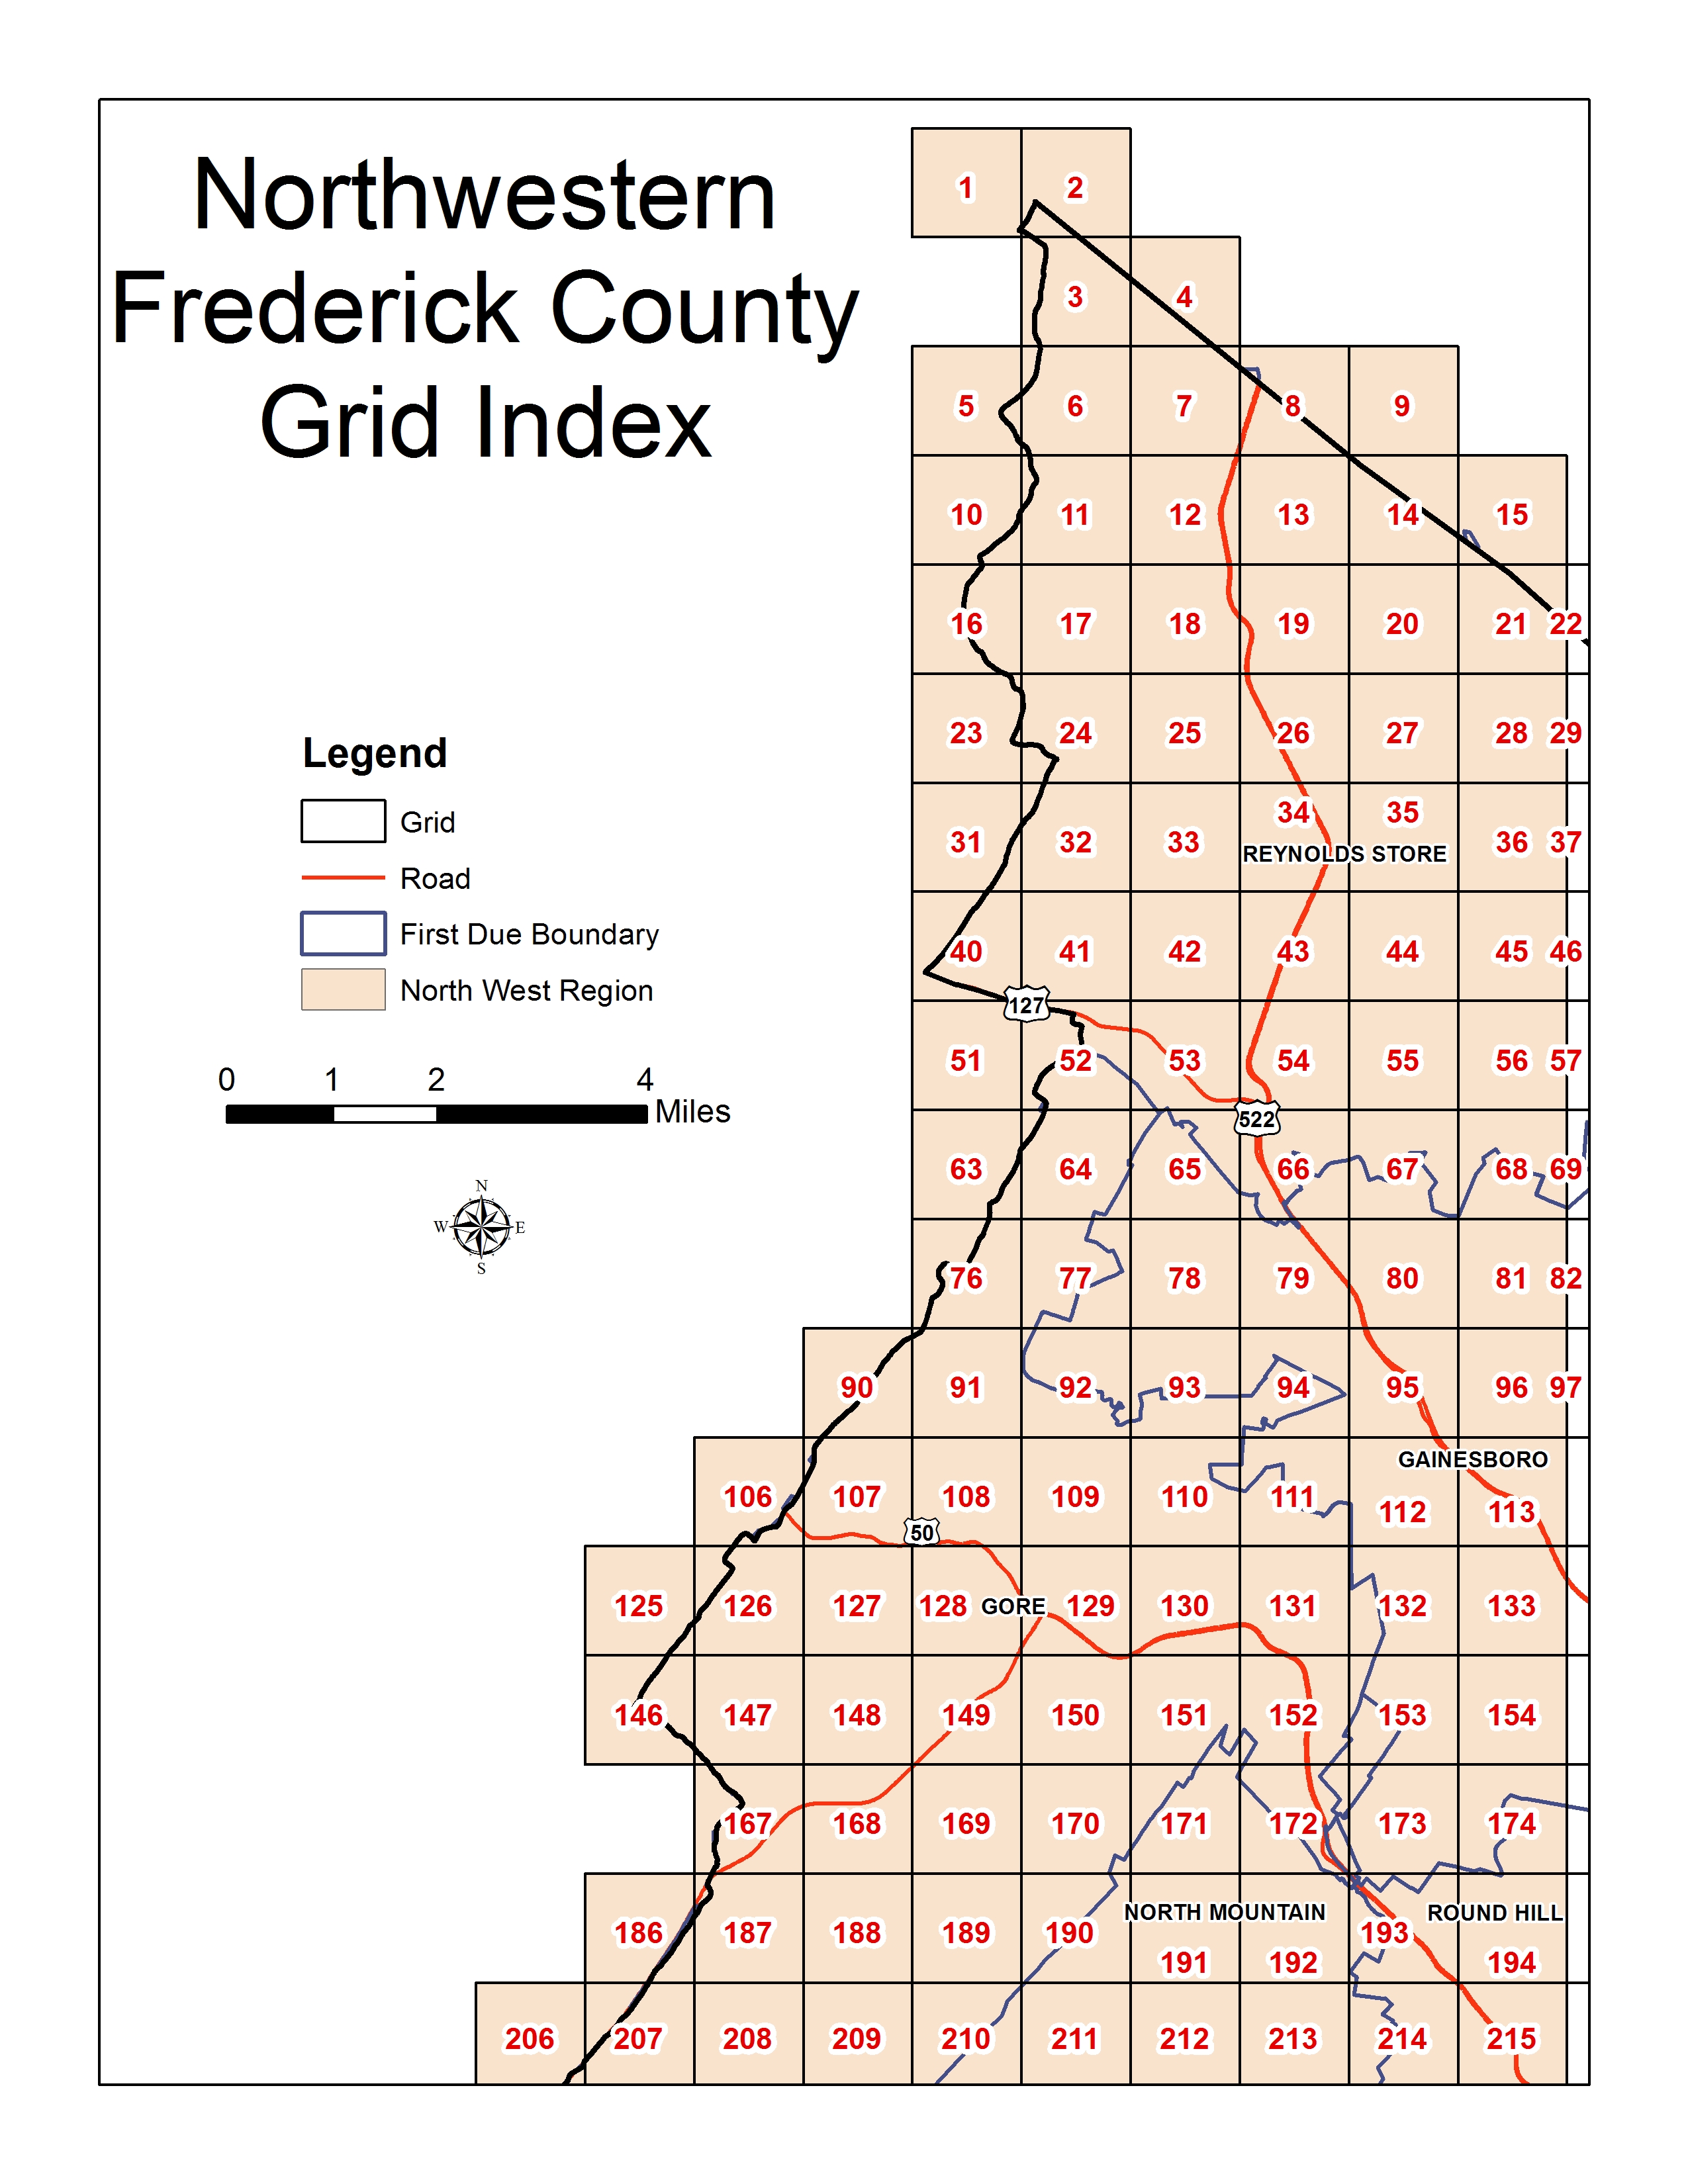 Northwestern
Frederick County
Grid Index
1 2
3 4
5 6 7 8 9
10 11 12 13 14 15
16 17 18 19 20 21 22
23 24 25 26 27 28 29
34 35
31 32 33 36 37
REYNOLDS STORE
40 41 42 43 44 45 46
127
51 52 53 54 55 56 57
522
63 64 65 66 67 68 69
76 77 78 79 80 81 82
90 91 92 93 94 95 96 97
GAINESBORO
106 107 108 109 110 111 112 113
50
125 126 127 128 GORE 129 130 131 132 133
146 147 148 149 150 151 152 153 154
167 168 169 170 171 172 173 174
NORTH MOUNTAIN ROUND HILL
186 187 188 189 190 193
191 192 194
206 207 208 209 210 211 212 213 214 215
Legend
Grid
Road
First Due Boundary
North West Region
0 1 2 4
Miles
N
W E
S